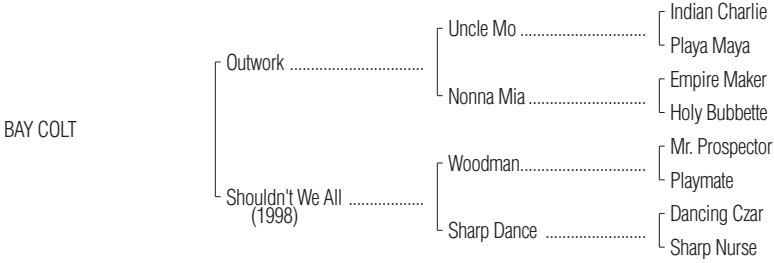 Indian Charlie
Uncle Mo ..............................
Playa Maya
Outwork ................................
Empire Maker
Nonna Mia............................
Holy Bubbette
BAY COLT
Mr. Prospector
Woodman..............................
Playmate
Shouldn't We All ..................
(1998)
Dancing Czar
Sharp Dance ........................
Sharp Nurse